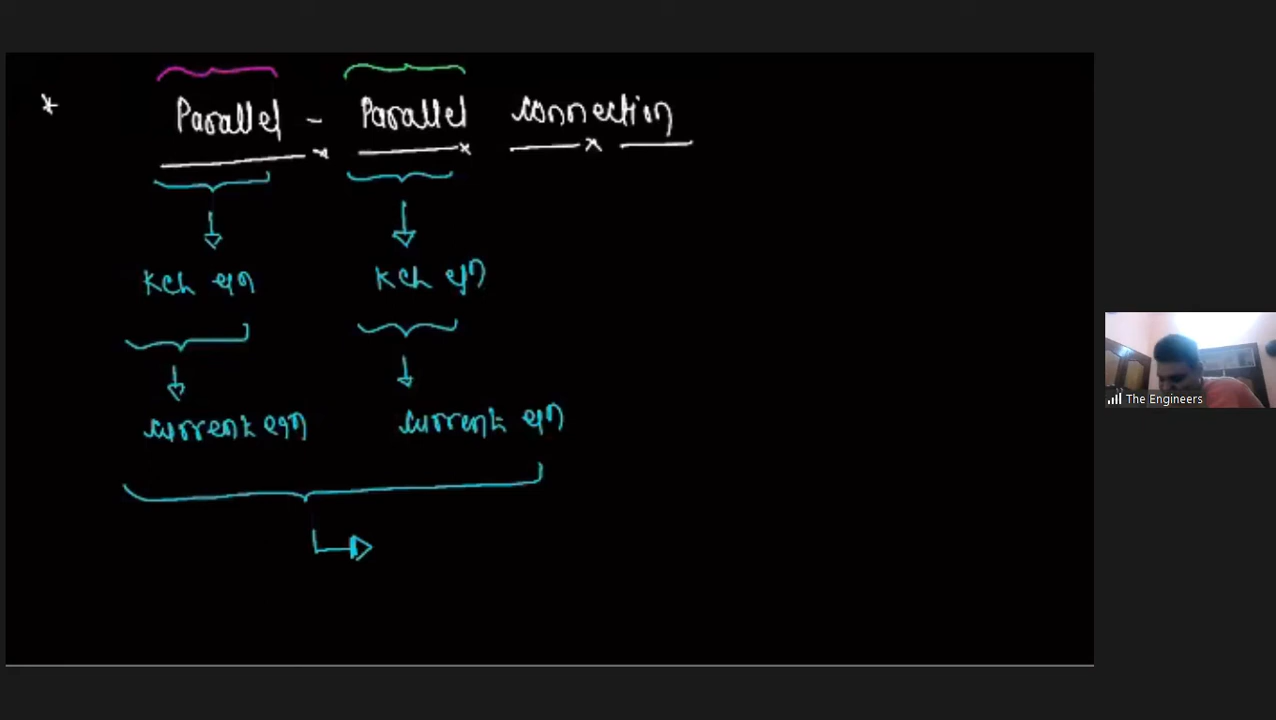 * Parallel - Parallel connection
KCL eqn KCL eqn
current eqn current eqn
The Engineers